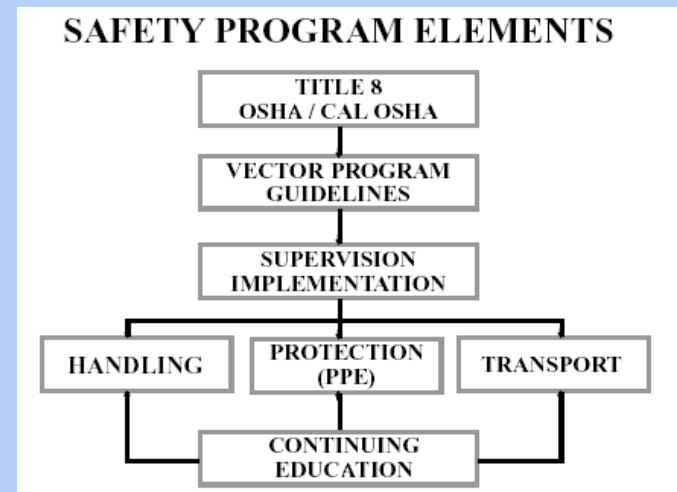 SAFETY PROGRAM ELEMENTS
TITLE 8
OSHA / CAL OSHA
VECTOR PROGRAM
GUIDELINES
SUPERVISION
IMPLEMENTATION
HANDLING
PROTECTION
(PPE)
TRANSPORT
CONTINUING
EDUCATION